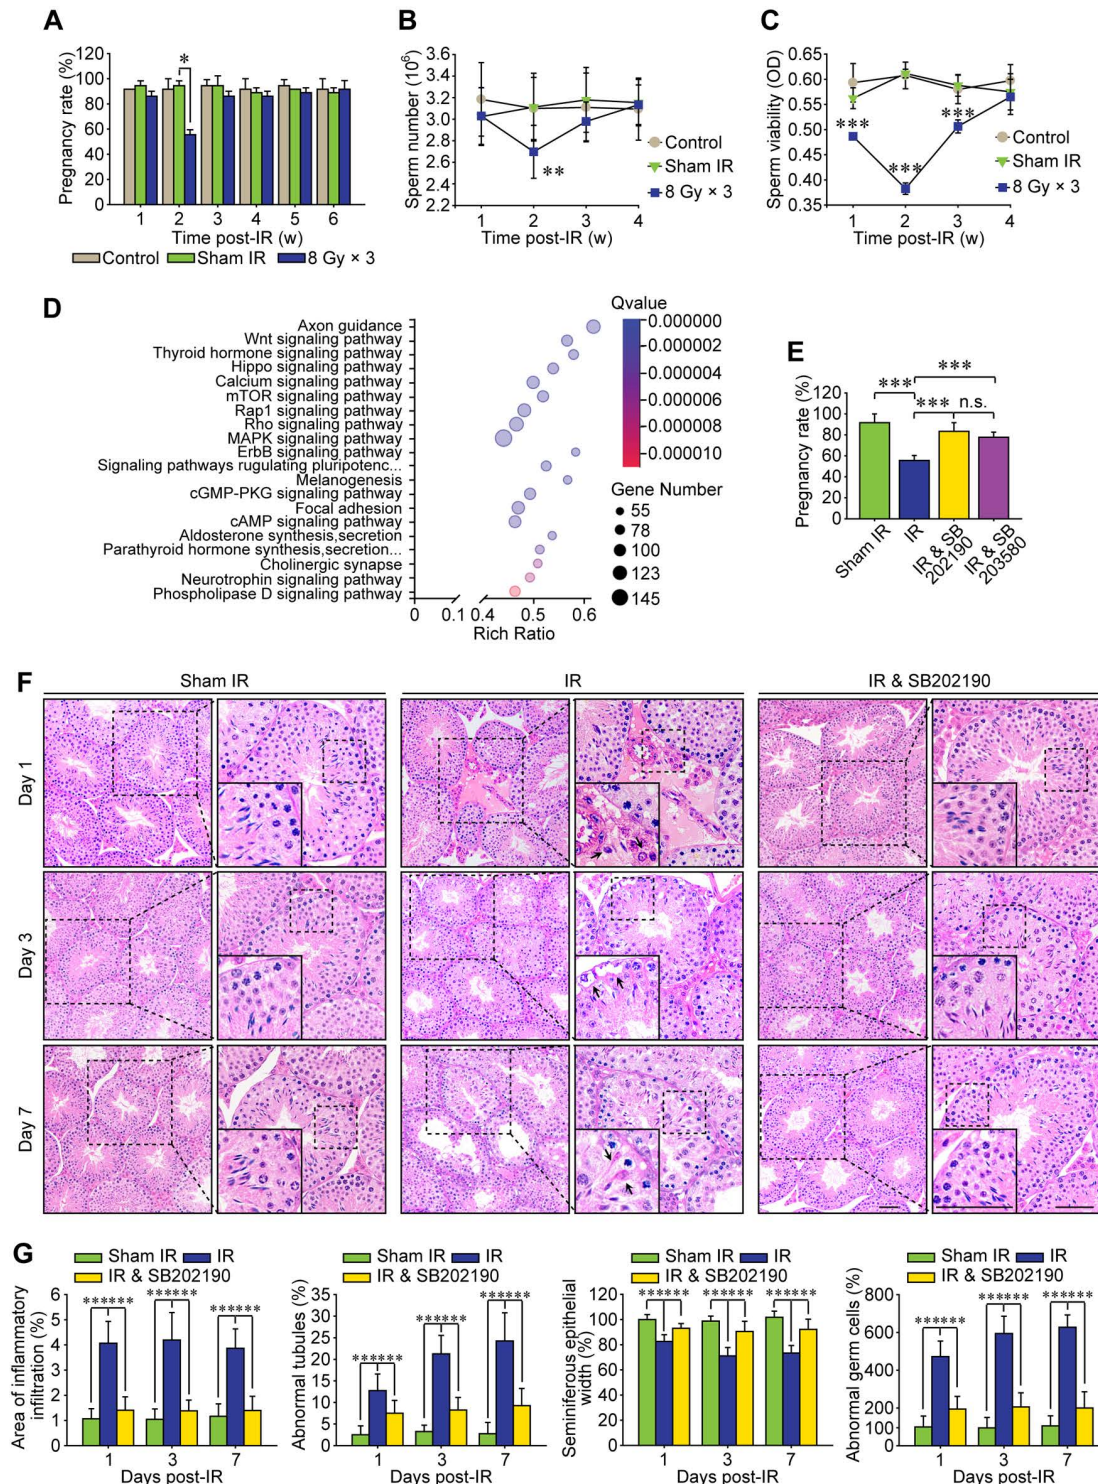 A
Pregnancy rate (%)
120
100
80
60
40
20
0
*
1 2 3 4 5 6
Time post-IR (w)
Control Sham IR 8 Gy × 3
B
Sperm number (10⁶)
3.6
3.4
3.2
3.0
2.8
2.6
2.4
2.2
**
1 2 3 4
Time post-IR (w)
Control
Sham IR
8 Gy × 3
C
Sperm viability (OD)
0.65
0.60
0.55
0.50
0.45
0.40
0.35
***
***
***
1 2 3 4
Time post-IR (w)
Control
Sham IR
8 Gy × 3
D
Axon guidance
Wnt signaling pathway
Thyroid hormone signaling pathway
Hippo signaling pathway
Calcium signaling pathway
mTOR signaling pathway
Rap1 signaling pathway
Rho signaling pathway
MAPK signaling pathway
ErbB signaling pathway
Signaling pathways rugulating pluripotenc...
Melanogenesis
cGMP-PKG signaling pathway
Focal adhesion
cAMP signaling pathway
Aldosterone synthesis,secretion
Parathyroid hormone synthesis,secretion...
Cholinergic synapse
Neurotrophin signaling pathway
Phospholipase D signaling pathway
0 0.1 0.4 0.5 0.6
Rich Ratio
Qvalue
0.000000
0.000002
0.000004
0.000006
0.000008
0.000010
Gene Number
55
78
100
123
145
E
Pregnancy rate (%)
120
100
80
60
40
20
0
***
***
*** n.s.
Sham IR
IR
IR & SB
202190
IR & SB
203580
F
Sham IR IR IR & SB202190
Day 1
Day 3
Day 7
G
Sham IR IR
IR & SB202190
Area of inflammatory
infiltration (%)
6
5
4
3
2
1
0
****** ****** ******
1 3 7
Days post-IR
Sham IR IR
IR & SB202190
Abnormal tubules (%)
35
30
25
20
15
10
5
0
****** ****** ******
1 3 7
Days post-IR
Sham IR IR
IR & SB202190
Seminiferous epithelial
width (%)
120
100
80
60
40
20
0
****** ****** ******
1 3 7
Days post-IR
Sham IR IR
IR & SB202190
Abnormal germ cells (%)
800
600
400
200
100
0
****** ****** ******
1 3 7
Days post-IR